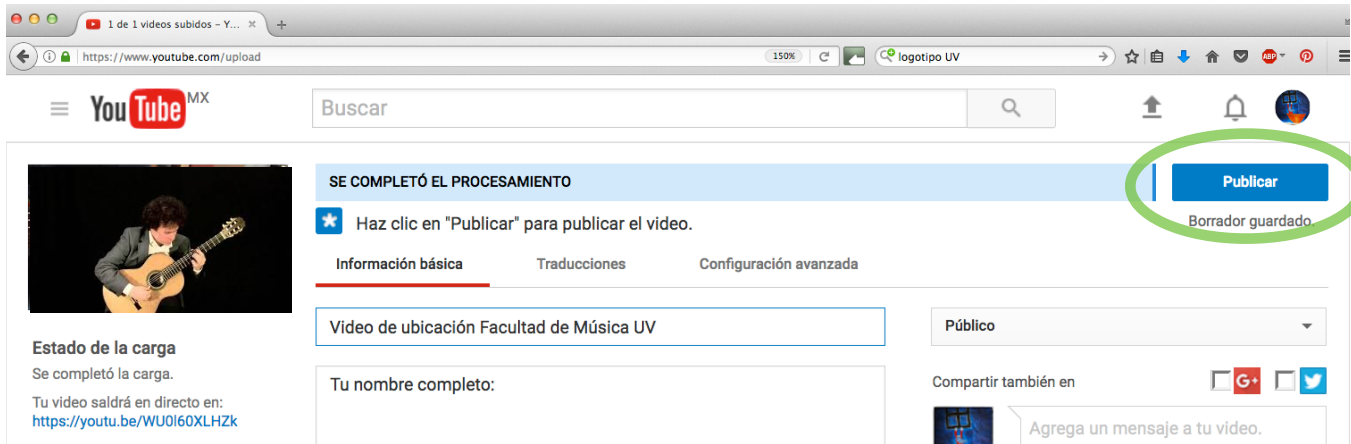 1 de 1 videos subidos – Y...
https://www.youtube.com/upload
150%
logotipo UV
ABP
YouTube MX
Buscar
SE COMPLETÓ EL PROCESAMIENTO
Publicar
Haz clic en "Publicar" para publicar el video.
Borrador guardado.
Información básica
Traducciones
Configuración avanzada
Video de ubicación Facultad de Música UV
Público
Estado de la carga
Se completó la carga.
Tu video saldrá en directo en:
https://youtu.be/WU0l60XLHZk
Tu nombre completo:
Compartir también en
G+
Agrega un mensaje a tu video.